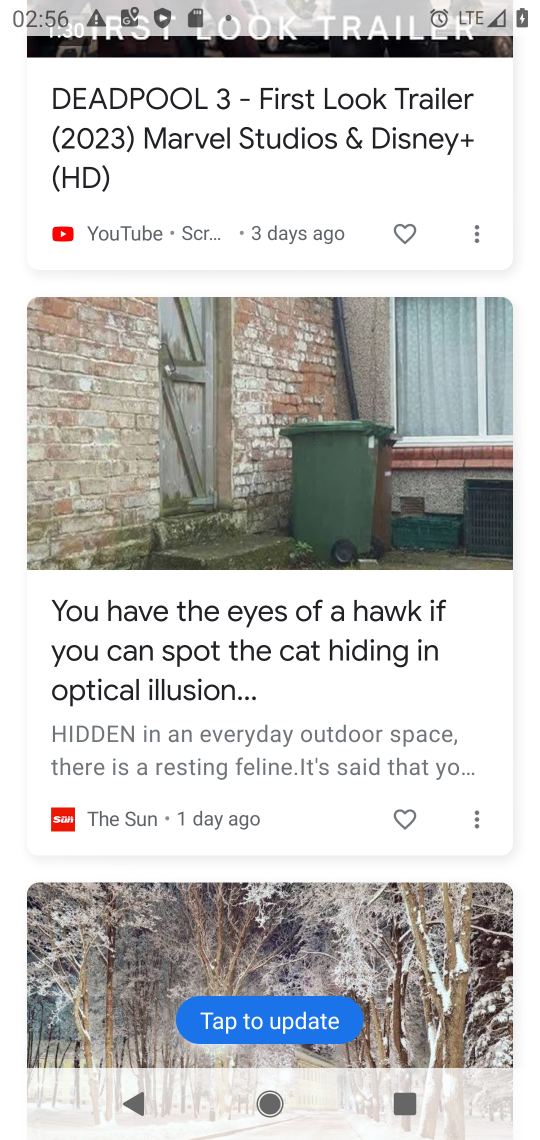 02:56
LTE
1:30
FIRST LOOK TRAILER
DEADPOOL 3 - First Look Trailer
(2023) Marvel Studios & Disney+
(HD)
YouTube • Scr... • 3 days ago
You have the eyes of a hawk if
you can spot the cat hiding in
optical illusion...
HIDDEN in an everyday outdoor space,
there is a resting feline.It's said that yo...
Sun The Sun • 1 day ago
Tap to update